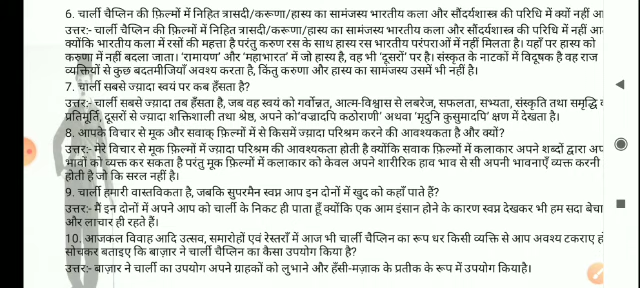 6. चार्ली चैप्लिन की फ़िल्मों में निहित त्रासदी/करूणा/हास्य का सामंजस्य भारतीय कला और सौंदर्यशास्त्र की परिधि में क्यों नहीं आ
उत्तर:- चार्ली चैप्लिन की फ़िल्मों में निहित त्रासदी/करूणा/हास्य का सामंजस्य भारतीय कला और सौंदर्यशास्त्र की परिधि में नहीं आ
क्योंकि भारतीय कला में रसों की महत्ता है परंतु करुण रस के साथ हास्य रस भारतीय परंपराओं में नहीं मिलता है। यहाँ पर हास्य को
करुणा में नहीं बदला जाता। 'रामायण' और 'महाभारत' में जो हास्य है, वह भी 'दूसरों' पर है। संस्कृत के नाटकों में विदूषक है वह राज
व्यक्तियों से कुछ बदतमीजियाँ अवश्य करता है, किंतु करुणा और हास्य का सामंजस्य उसमें भी नहीं है।
7. चार्ली सबसे ज़्यादा स्वयं पर कब हँसता है?
उत्तर:- चार्ली सबसे ज़्यादा तब हँसता है, जब वह स्वयं को गर्वोन्नत, आत्म-विश्वास से लबरेज, सफलता, सभ्यता, संस्कृति तथा समृद्धि
प्रतिमूर्ति, दूसरों से ज़्यादा शक्तिशाली तथा श्रेष्ठ, अपने को'वज्रादपि कठोराणी' अथवा 'मृदुनि कुसुमादपि' क्षण में देखता है।
8. आपके विचार से मूक और सवाक् फ़िल्मों में से किसमें ज़्यादा परिश्रम करने की आवश्यकता है और क्यों?
उत्तर:- मेरे विचार से मूक फ़िल्मों में ज़्यादा परिश्रम की आवश्यकता होती है क्योंकि सवाक फ़िल्मों में कलाकार अपने शब्दों द्वारा अप
भावों को व्यक्त कर सकता है परंतु मूक फ़िल्मों में कलाकार को केवल अपने शारीरिक हाव भाव से सी अपनी भावनाएँ व्यक्त करनी
होती है जो कि सरल नहीं है।
9. चार्ली हमारी वास्तविकता है, जबकि सुपरमैन स्वप्न आप इन दोनों में खुद को कहाँ पाते हैं?
उत्तर:- मैं इन दोनों में अपने आप को चार्ली के निकट ही पाता हूँ क्योंकि एक आम इंसान होने के कारण स्वप्न देखकर भी हम सदा बेचा
और लाचार ही रहते हैं।
10. आजकल विवाह आदि उत्सव, समारोहों एवं रेस्तराँ में आज भी चार्ली चैप्लिन का रूप धर किसी व्यक्ति से आप अवश्य टकराए हों
सोचकर बताइए कि बाज़ार ने चार्ली चैप्लिन का कैसा उपयोग किया है?
उत्तर:- बाज़ार ने चार्ली का उपयोग अपने ग्राहकों को लुभाने और हँसी-मज़ाक के प्रतीक के रूप में उपयोग कियाहै।